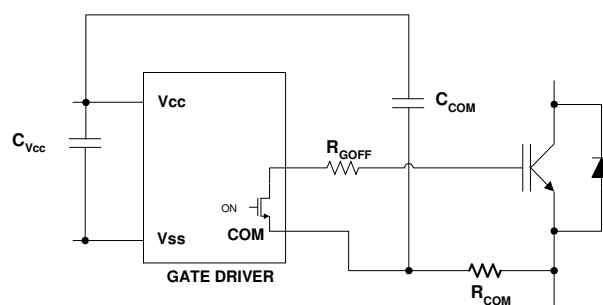 Vcc
C_COM
C_Vcc
R_GOFF
ON
Vss
COM
GATE DRIVER
R_COM